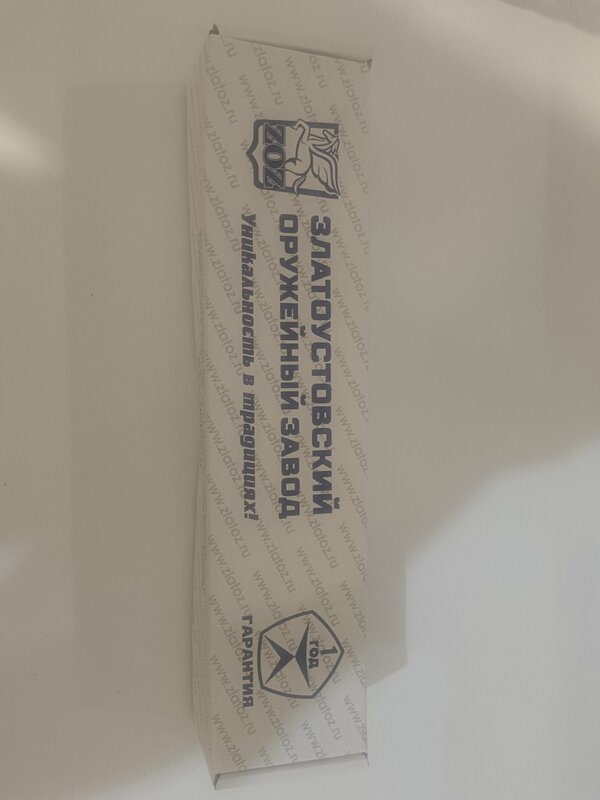 ZOZ
ЗЛАТОУСТОВСКИЙ
ОРУЖЕЙНЫЙ ЗАВОД
Уникальность в традициях!
1
год
ГАРАНТИЯ
www.zlatoz.ru